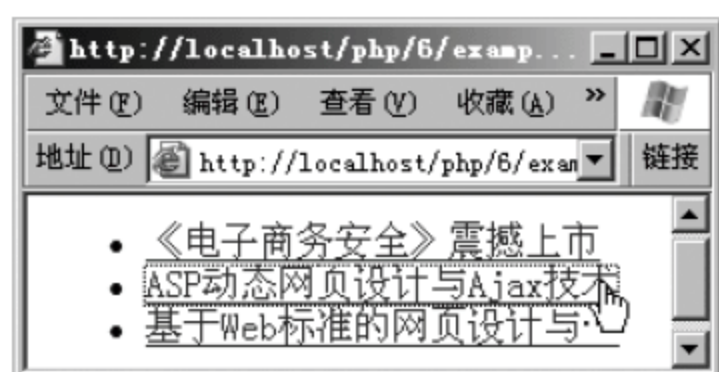 http://localhost/php/6/examp...
文件(F) 编辑(E) 查看(V) 收藏(A) »
地址(D) http://localhost/php/6/exam 链接
《电子商务安全》震撼上市
ASP动态网页设计与Ajax技术
基于Web标准的网页设计与…